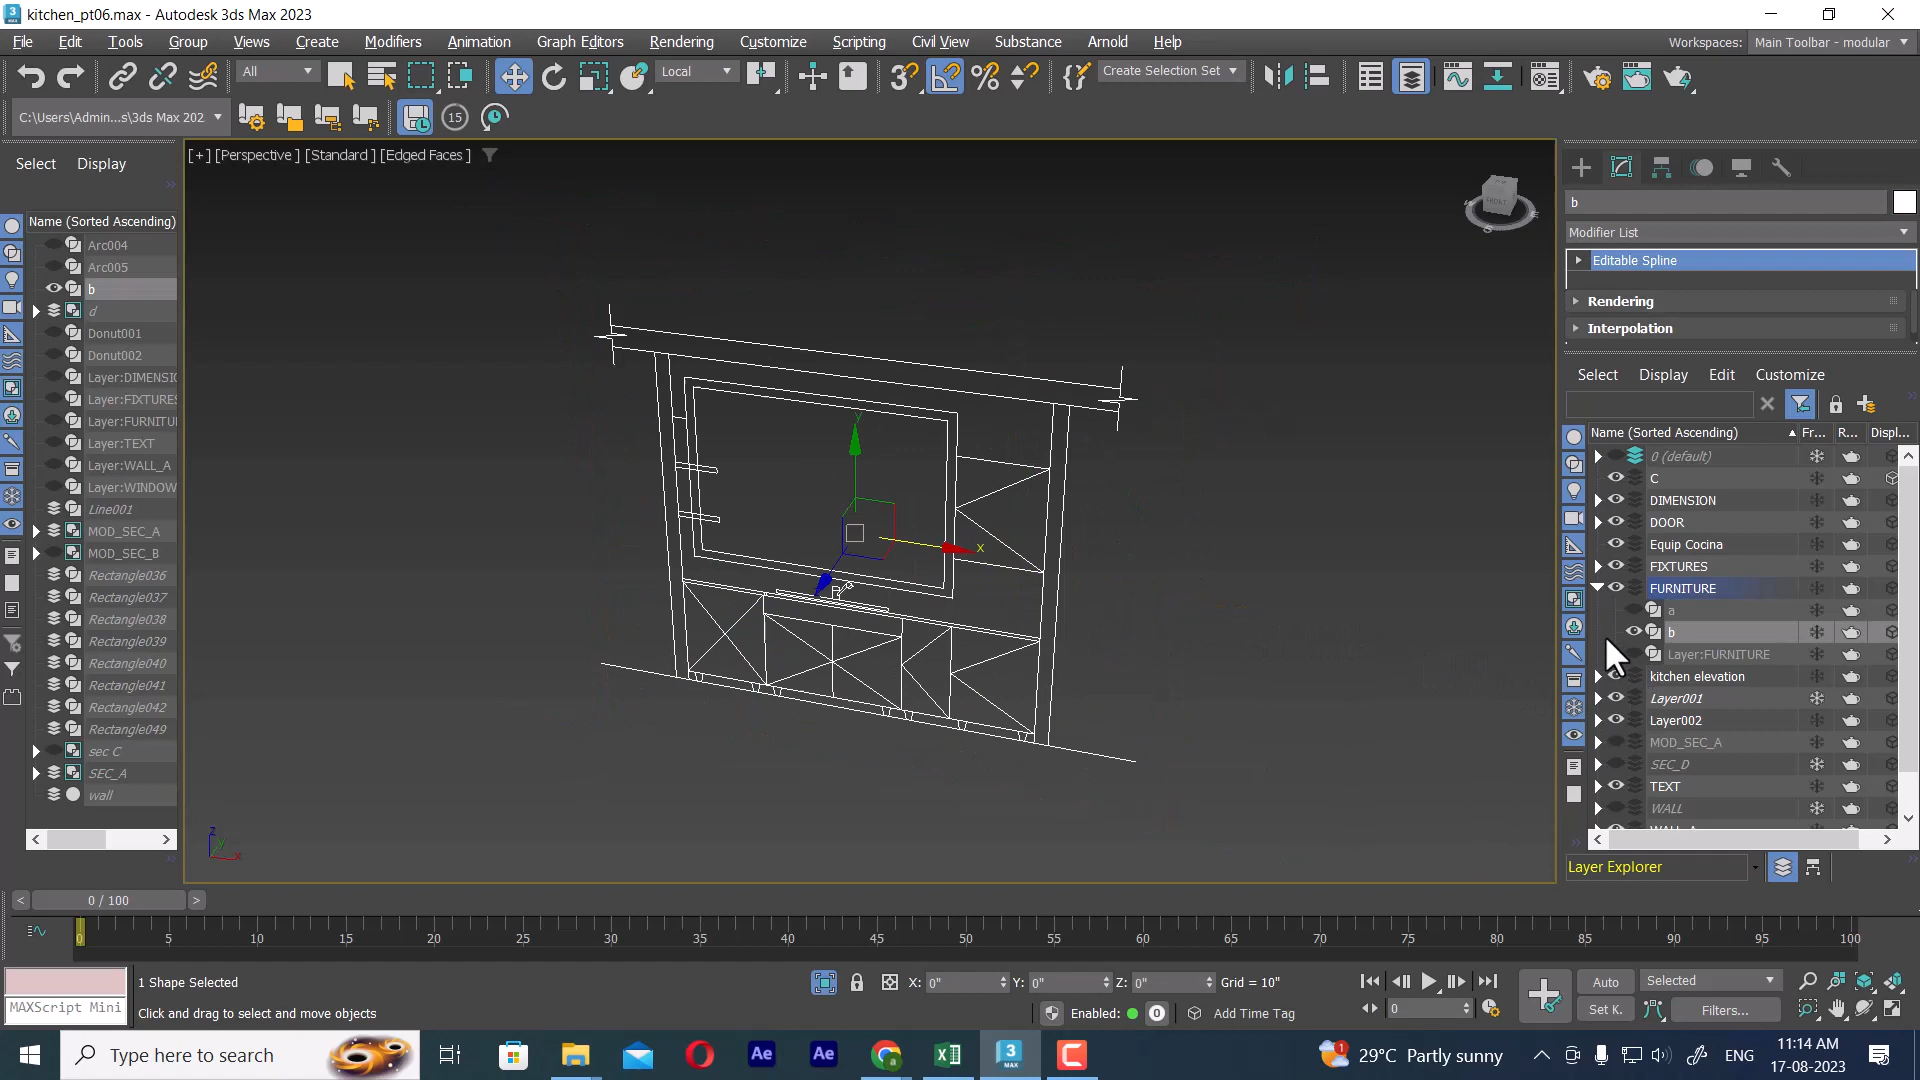 kitchen_pt06.max - Autodesk 3ds Max 2023
File Edit Tools Group Views Create Modifiers Animation Graph Editors Rendering Customize Scripting Civil View Substance Arnold Help
Workspaces: Main Toolbar - modular
All Local Create Selection Set
C:\Users\Admin...s\3ds Max 202 15
Select Display
[+] [Perspective ] [Standard ] [Edged Faces ]
FRONT
b
Modifier List
Editable Spline
Rendering
Interpolation
Name (Sorted Ascending)
Arc004
Arc005
b
d
Donut001
Donut002
Layer:DIMENSIO
Layer:FIXTURES
Layer:FURNITU
Layer:TEXT
Layer:WALL_A
Layer:WINDOW
Line001
MOD_SEC_A
MOD_SEC_B
Rectangle036
Rectangle037
Rectangle038
Rectangle039
Rectangle040
Rectangle041
Rectangle042
Rectangle049
sec C
SEC_A
wall
y
x
z
y
x
Select Display Edit Customize
Name (Sorted Ascending) Fr... R... Displ...
0 (default)
C
DIMENSION
DOOR
Equip Cocina
FIXTURES
FURNITURE
a
b
Layer:FURNITURE
kitchen elevation
Layer001
Layer002
MOD_SEC_A
SEC_D
TEXT
WALL
WALL_A
Layer Explorer
0 / 100
0 5 10 15 20 25 30 35 40 45 50 55 60 65 70 75 80 85 90 95 100
MAXScript Mini
1 Shape Selected
Click and drag to select and move objects
X: 0" Y: 0" Z: 0" Grid = 10"
Enabled: 0 Add Time Tag
0
Auto Selected
Set K. Filters...
Type here to search
29°C Partly sunny
ENG
11:14 AM
17-08-2023